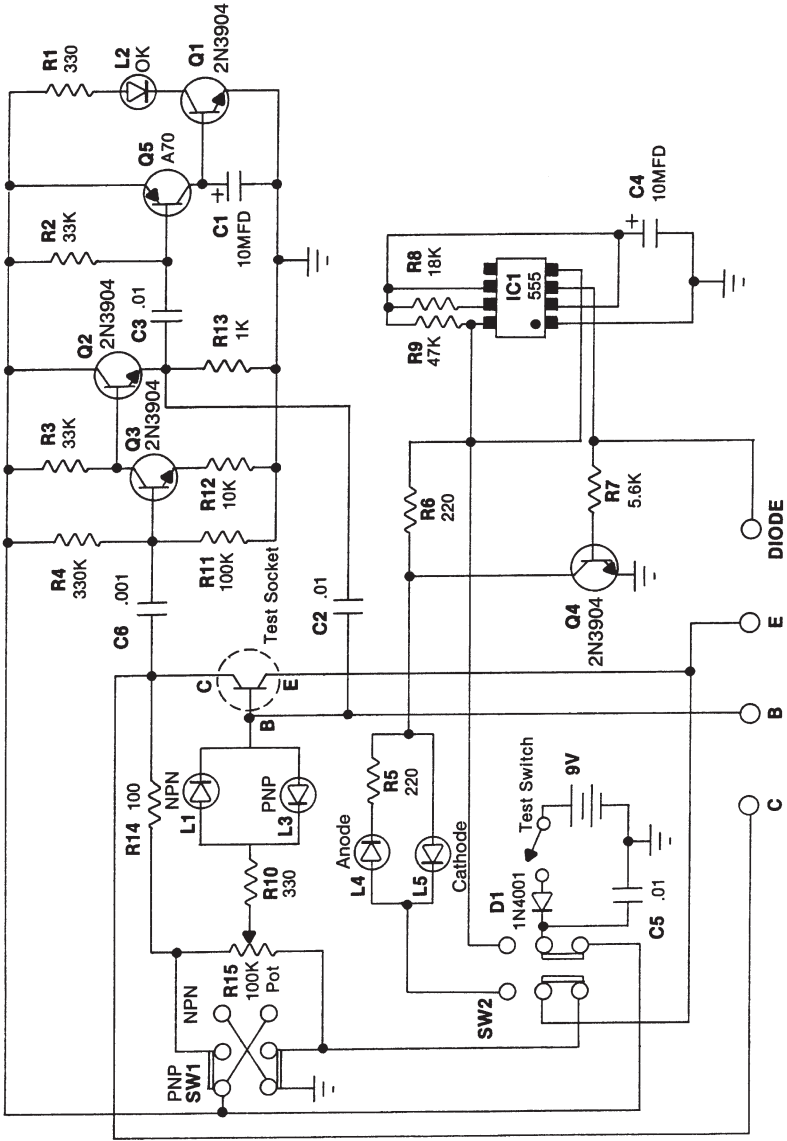 R1
330
L2
OK
Q1
2N3904
Q5
A70
C1
10MFD
+
R2
33K
Q2
2N3904
C3
.01
R13
1K
R3
33K
Q3
2N3904
R12
10K
R4
330K
R11
100K
C6
.001
Test Socket
C
E
B
C2
.01
R14
100
L1
NPN
L3
PNP
R10
330
R15
100K
Pot
NPN
PNP
SW1
R8
18K
R9
47K
IC1
555
C4
10MFD
+
R6
220
R7
5.6K
Q4
2N3904
R5
220
L4
Anode
L5
Cathode
Test Switch
9V
D1
1N4001
C5
.01
SW2
DIODE
E
B
C